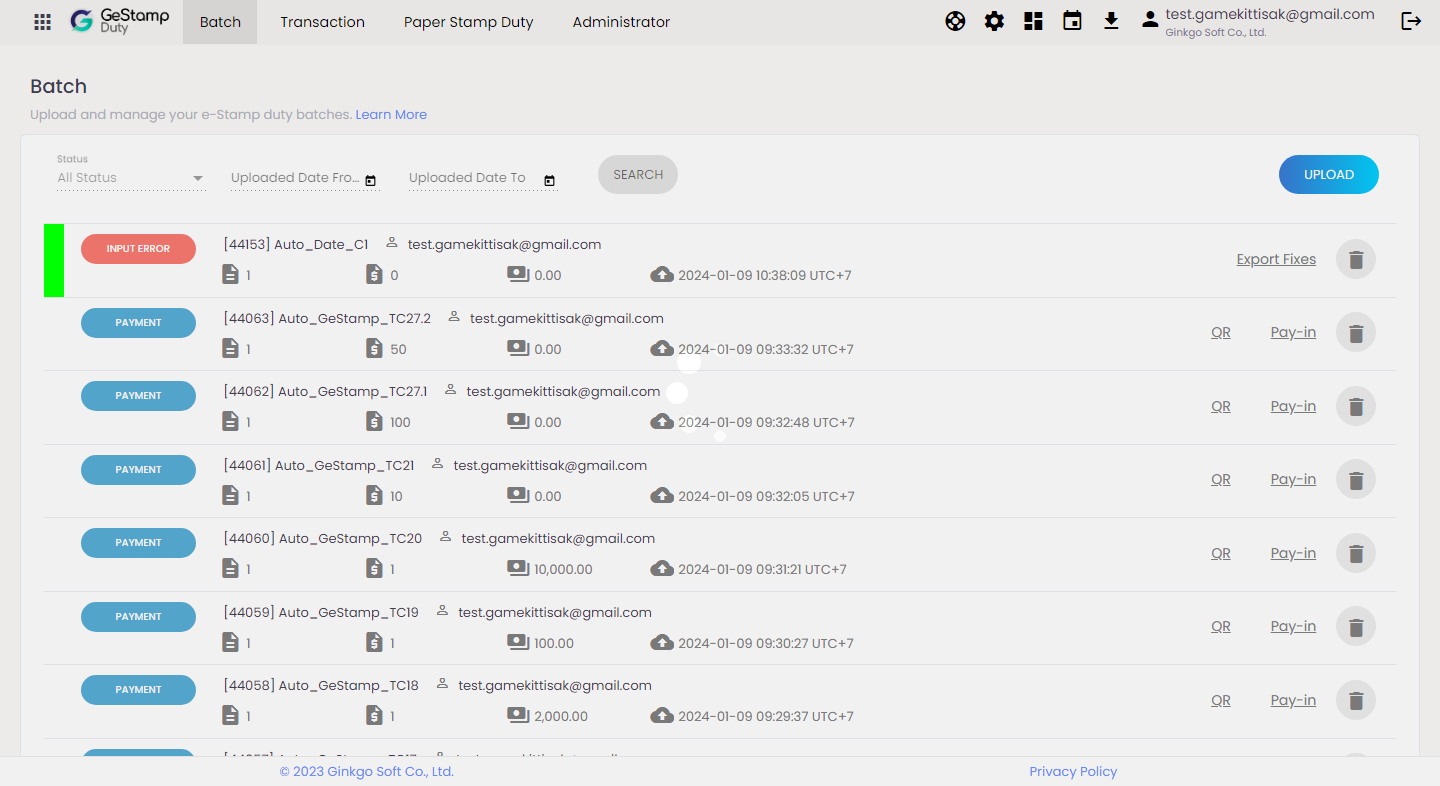 GeStamp
Duty
Batch
Transaction
Paper Stamp Duty
Administrator
test.gamekittisak@gmail.com
Ginkgo Soft Co., Ltd.
Batch
Upload and manage your e-Stamp duty batches. Learn More
Status
All Status
Uploaded Date Fro...
Uploaded Date To
SEARCH
UPLOAD
INPUT ERROR
[44153] Auto_Date_C1 test.gamekittisak@gmail.com
1 0 0.00 2024-01-09 10:38:09 UTC+7
Export Fixes
PAYMENT
[44063] Auto_GeStamp_TC27.2 test.gamekittisak@gmail.com
1 50 0.00 2024-01-09 09:33:32 UTC+7
QR Pay-in
PAYMENT
[44062] Auto_GeStamp_TC27.1 test.gamekittisak@gmail.com
1 100 0.00 2024-01-09 09:32:48 UTC+7
QR Pay-in
PAYMENT
[44061] Auto_GeStamp_TC21 test.gamekittisak@gmail.com
1 10 0.00 2024-01-09 09:32:05 UTC+7
QR Pay-in
PAYMENT
[44060] Auto_GeStamp_TC20 test.gamekittisak@gmail.com
1 1 10,000.00 2024-01-09 09:31:21 UTC+7
QR Pay-in
PAYMENT
[44059] Auto_GeStamp_TC19 test.gamekittisak@gmail.com
1 1 100.00 2024-01-09 09:30:27 UTC+7
QR Pay-in
PAYMENT
[44058] Auto_GeStamp_TC18 test.gamekittisak@gmail.com
1 1 2,000.00 2024-01-09 09:29:37 UTC+7
QR Pay-in
© 2023 Ginkgo Soft Co., Ltd.
Privacy Policy